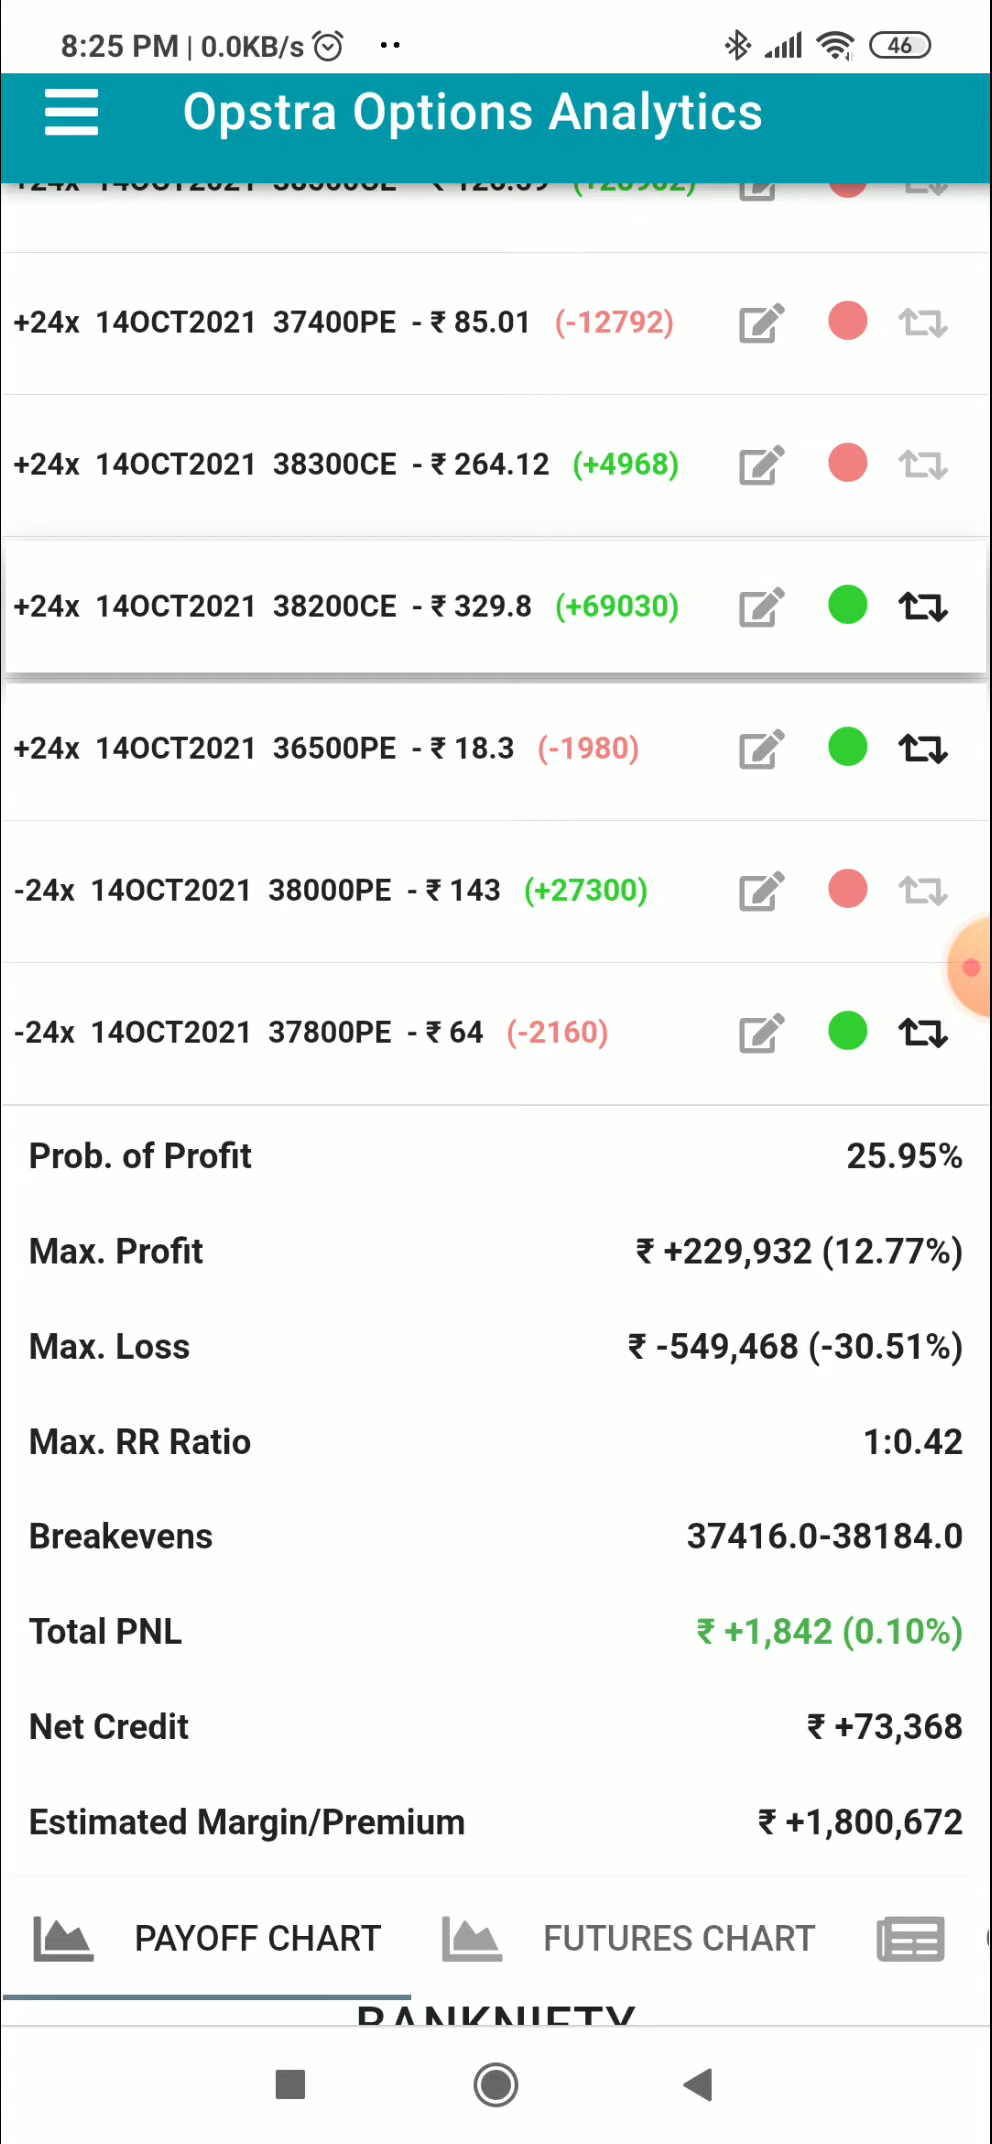 8:25 PM | 0.0KB/s
46
Opstra Options Analytics
+24x 14OCT2021 37400PE - ₹ 85.01 (-12792)
+24x 14OCT2021 38300CE - ₹ 264.12 (+4968)
+24x 14OCT2021 38200CE - ₹ 329.8 (+69030)
+24x 14OCT2021 36500PE - ₹ 18.3 (-1980)
-24x 14OCT2021 38000PE - ₹ 143 (+27300)
-24x 14OCT2021 37800PE - ₹ 64 (-2160)
Prob. of Profit 25.95%
Max. Profit ₹ +229,932 (12.77%)
Max. Loss ₹ -549,468 (-30.51%)
Max. RR Ratio 1:0.42
Breakevens 37416.0-38184.0
Total PNL ₹ +1,842 (0.10%)
Net Credit ₹ +73,368
Estimated Margin/Premium ₹ +1,800,672
PAYOFF CHART FUTURES CHART
BANKNIFTY